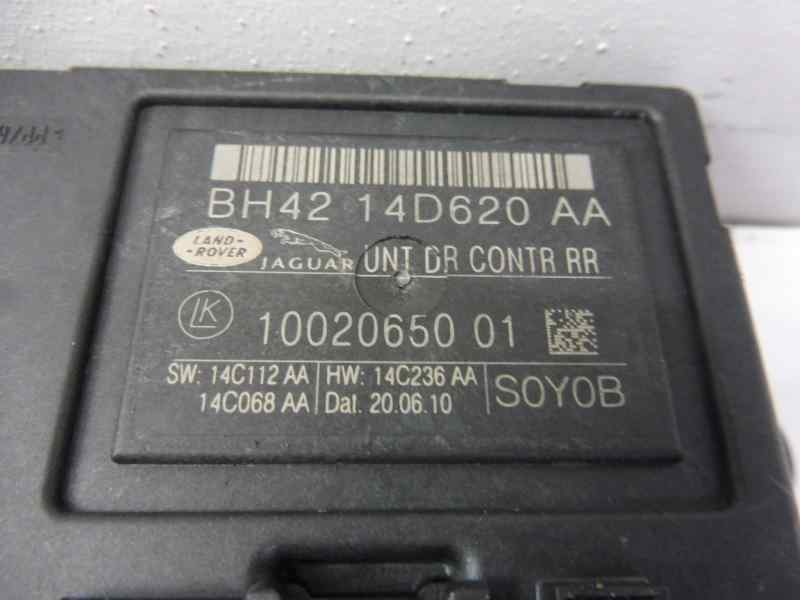 BH42 14D620 AA
LAND-
-ROVER
JAGUAR UNT DR CONTR RR
LK 10020650 01
SW: 14C112 AA HW: 14C236 AA
14C068 AA Dat. 20.06.10 S0Y0B